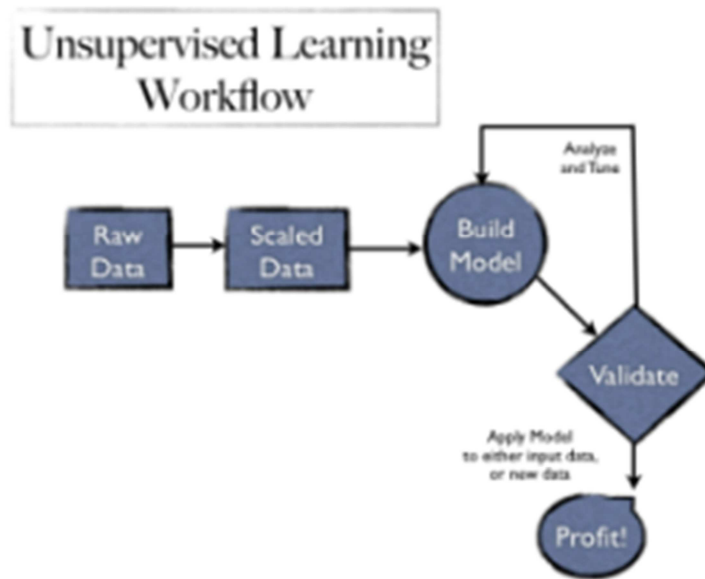 Unsupervised Learning
Workflow
Analyze
and Tune
Raw
Data
Scaled
Data
Build
Model
Validate
Apply Model
to either input data,
or new data
Profit!